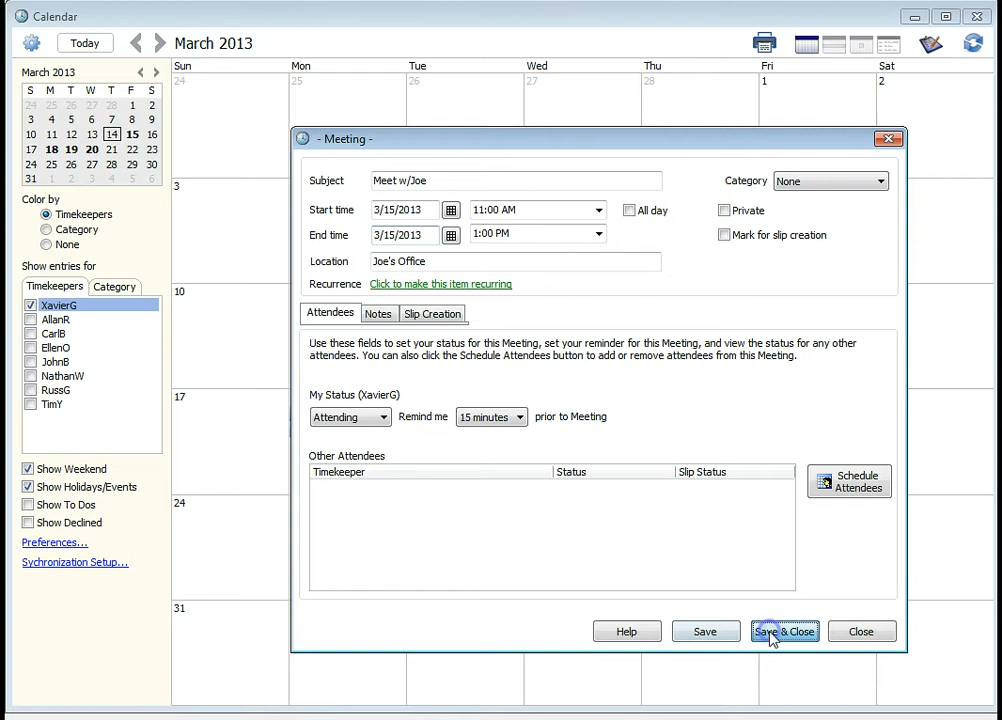 Calendar
Today March 2013
Sun Mon Tue Wed Thu Fri Sat
24 25 26 27 28 1 2
3
10
17
24
31
March 2013
S M T W T F S
24 25 26 27 28 1 2
3 4 5 6 7 8 9
10 11 12 13 14 15 16
17 18 19 20 21 22 23
24 25 26 27 28 29 30
31 1 2 3 4 5 6
Color by
Timekeepers
Category
None
Show entries for
Timekeepers Category
XavierG
AllanR
CarlB
EllenO
JohnB
NathanW
RussG
TimY
Show Weekend
Show Holidays/Events
Show To Dos
Show Declined
Preferences...
Sychronization Setup...
- Meeting -
Subject Meet w/Joe Category None
Start time 3/15/2013 11:00 AM All day Private
End time 3/15/2013 1:00 PM Mark for slip creation
Location Joe's Office
Recurrence Click to make this item recurring
Attendees Notes Slip Creation
Use these fields to set your status for this Meeting, set your reminder for this Meeting, and view the status for any other
attendees. You can also click the Schedule Attendees button to add or remove attendees from this Meeting.
My Status (XavierG)
Attending Remind me 15 minutes prior to Meeting
Other Attendees
Timekeeper Status Slip Status
Schedule
Attendees
Help Save Save & Close Close